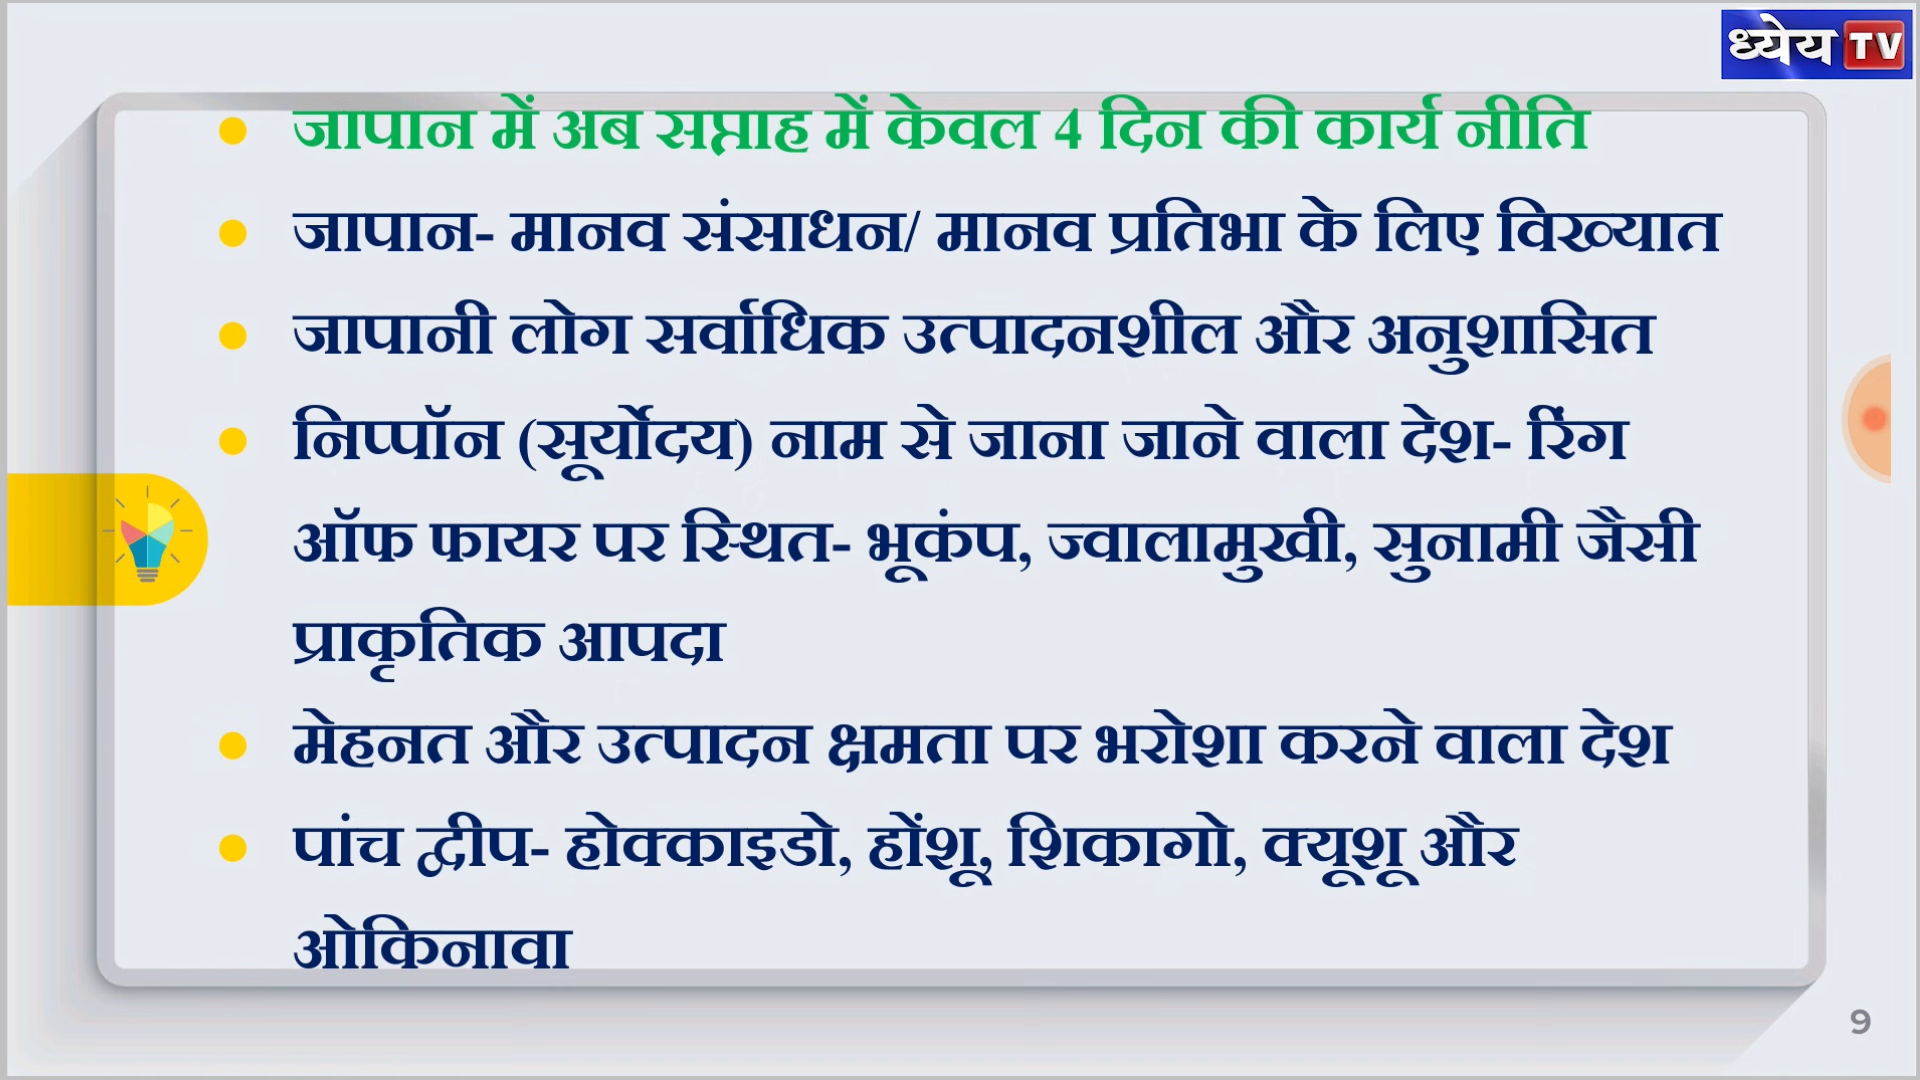 ध्येय TV
जापान में अब सप्ताह में केवल 4 दिन की कार्य नीति
जापान- मानव संसाधन/ मानव प्रतिभा के लिए विख्यात
जापानी लोग सर्वाधिक उत्पादनशील और अनुशासित
निप्पॉन (सूर्योदय) नाम से जाना जाने वाला देश- रिंग
ऑफ फायर पर स्थित- भूकंप, ज्वालामुखी, सुनामी जैसी
प्राकृतिक आपदा
मेहनत और उत्पादन क्षमता पर भरोशा करने वाला देश
पांच द्वीप- होक्काइडो, होंशू, शिकागो, क्यूशू और
ओकिनावा
9